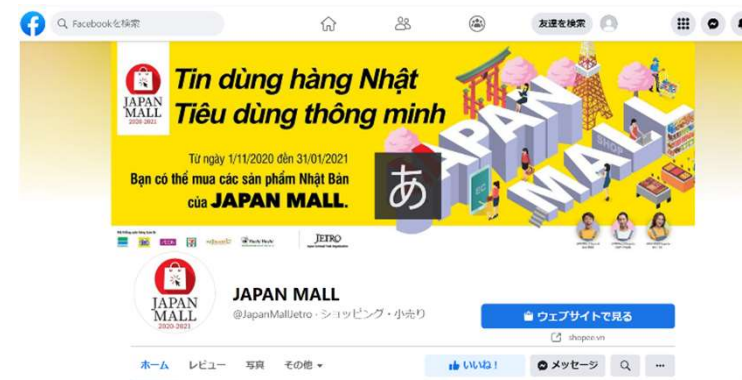 Facebookを検索
友達を検索
JAPAN
MALL
2020-2021
Tin dùng hàng Nhật
Tiêu dùng thông minh
Từ ngày 1/11/2020 đến 31/01/2021
Bạn có thể mua các sản phẩm Nhật Bản
của JAPAN MALL.
あ
JAPAN
MALL
SHOP
EC
AEON
JETRO
JAPAN
MALL
2020-2021
JAPAN MALL
@JapanMallJetro · ショッピング・小売り
ウェブサイトで見る
shopee.vn
ホーム レビュー 写真 その他
いいね！ メッセージ